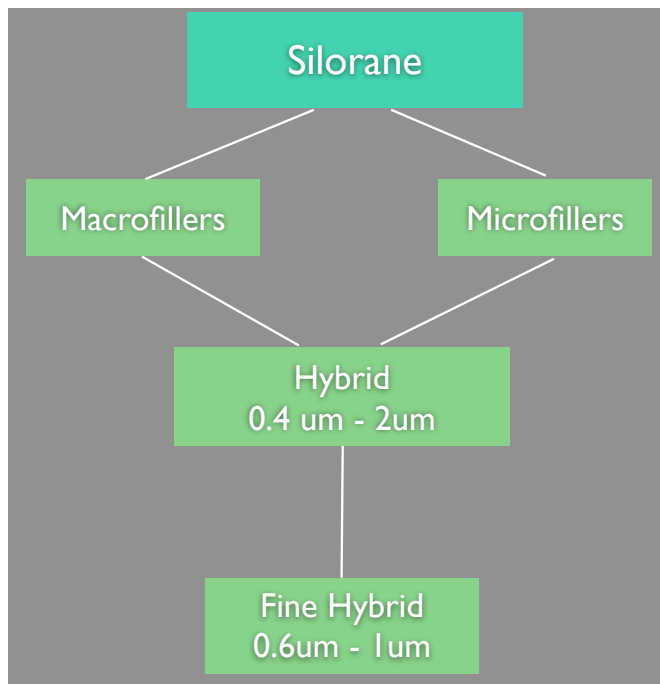 Silorane
Macrofillers
Microfillers
Hybrid
0.4 um - 2um
Fine Hybrid
0.6um - 1um